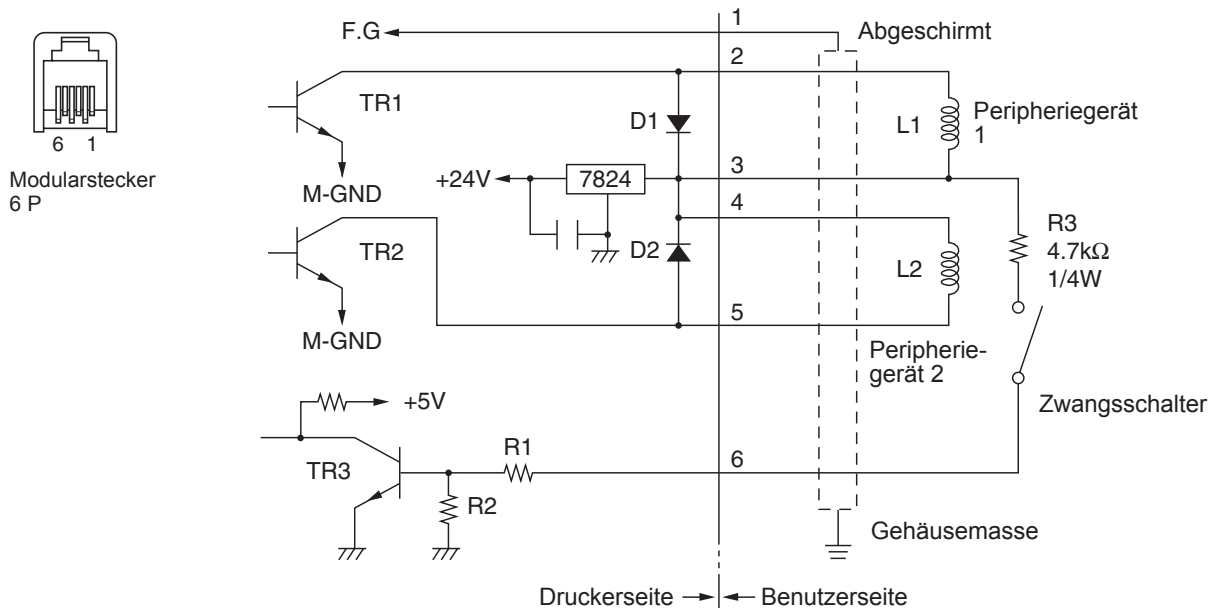 6 1
Modularstecker
6 P
F.G
1
Abgeschirmt
2
TR1
D1
L1
Peripheriegerät
1
M-GND
+24V
7824
3
4
TR2
D2
L2
R3
4.7kΩ
1/4W
M-GND
5
Peripherie-
gerät 2
Zwangsschalter
+5V
TR3
R1
R2
6
Gehäusemasse
Druckerseite
Benutzerseite